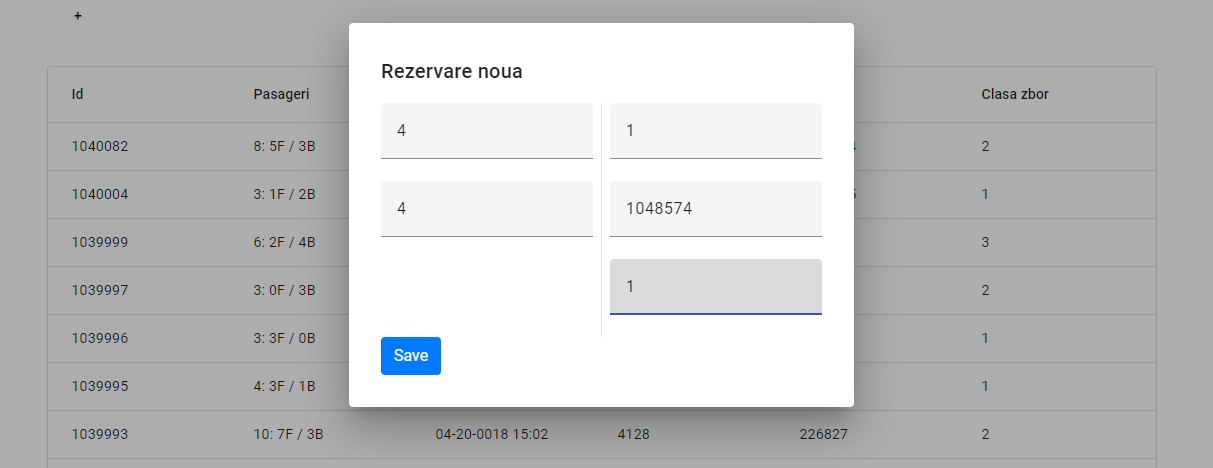 +
Rezervare noua
Id Pasageri Clasa zbor
4 1
1040082 8: 5F / 3B 2
1040004 3: 1F / 2B 1
4 1048574
1039999 6: 2F / 4B 3
1039997 3: 0F / 3B 1 2
1039996 3: 3F / 0B 1
Save
1039995 4: 3F / 1B 1
1039993 10: 7F / 3B 04-20-0018 15:02 4128 226827 2